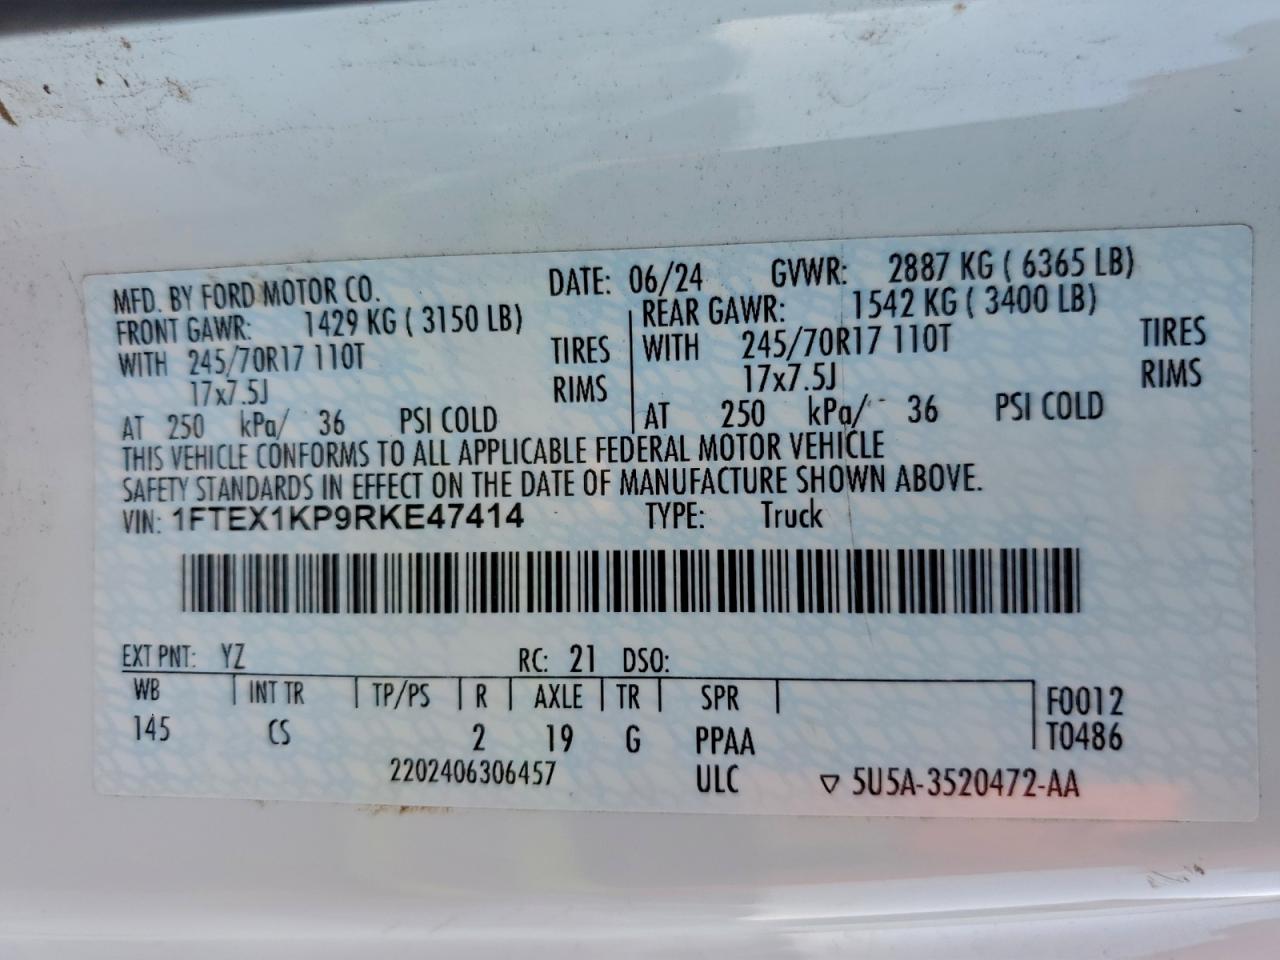 MFD. BY FORD MOTOR CO. DATE: 06/24 GVWR: 2887 KG ( 6365 LB)
FRONT GAWR: 1429 KG ( 3150 LB) REAR GAWR: 1542 KG ( 3400 LB)
WITH 245/70R17 110T TIRES WITH 245/70R17 110T TIRES
17x7.5J RIMS 17x7.5J RIMS
AT 250 kPa/ 36 PSI COLD AT 250 kPa/ 36 PSI COLD
THIS VEHICLE CONFORMS TO ALL APPLICABLE FEDERAL MOTOR VEHICLE
SAFETY STANDARDS IN EFFECT ON THE DATE OF MANUFACTURE SHOWN ABOVE.
VIN: 1FTEX1KP9RKE47414 TYPE: Truck
EXT PNT: YZ RC: 21 DSO:
WB INT TR TP/PS R AXLE TR SPR F0012
145 CS 2 19 G PPAA T0486
2202406306457 ULC ▽ 5U5A-3520472-AA